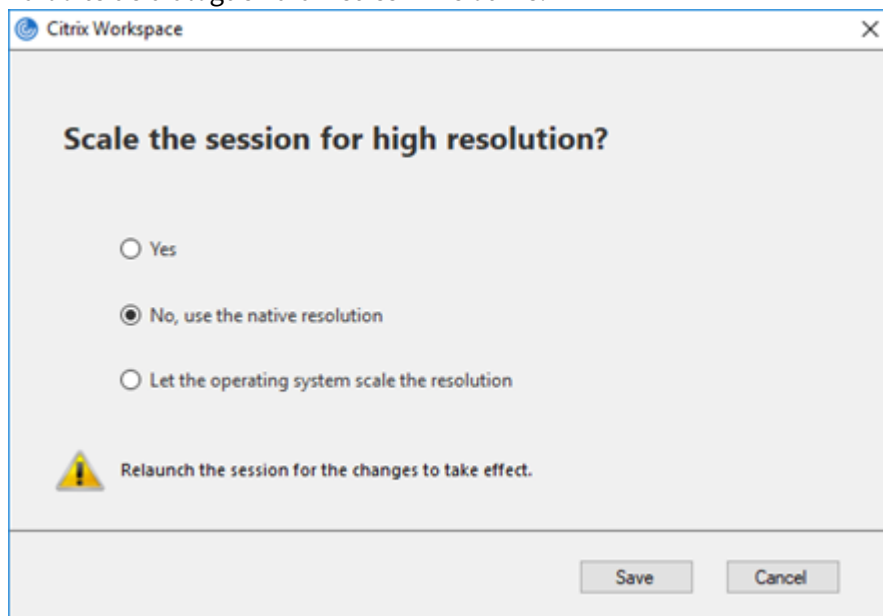 Citrix Workspace
Scale the session for high resolution?
Yes
No, use the native resolution
Let the operating system scale the resolution
Relaunch the session for the changes to take effect.
Save Cancel